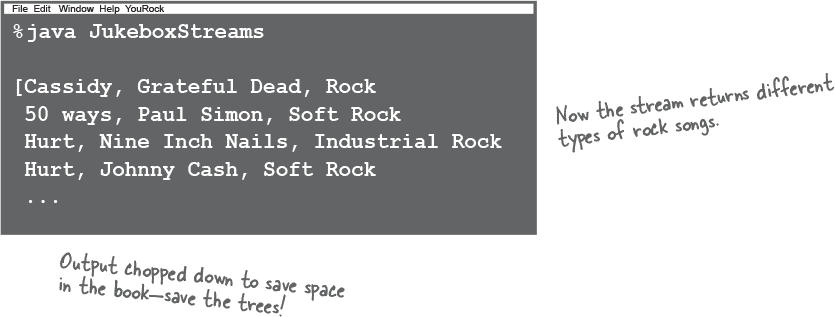 File Edit Window Help YouRock
%java JukeboxStreams
[Cassidy, Grateful Dead, Rock
50 ways, Paul Simon, Soft Rock
Hurt, Nine Inch Nails, Industrial Rock
Hurt, Johnny Cash, Soft Rock
...
Now the stream returns different
types of rock songs.
Output chopped down to save space
in the book—save the trees!